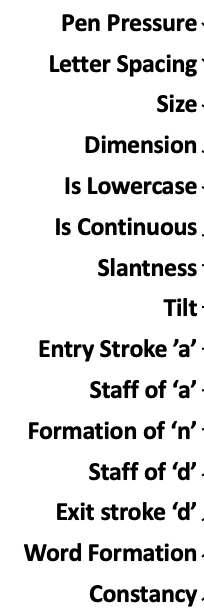 Pen Pressure
Letter Spacing
Size
Dimension
Is Lowercase
Is Continuous
Slantness
Tilt
Entry Stroke ’a’
Staff of ‘a’
Formation of ‘n’
Staff of ‘d’
Exit stroke ‘d’
Word Formation
Constancy